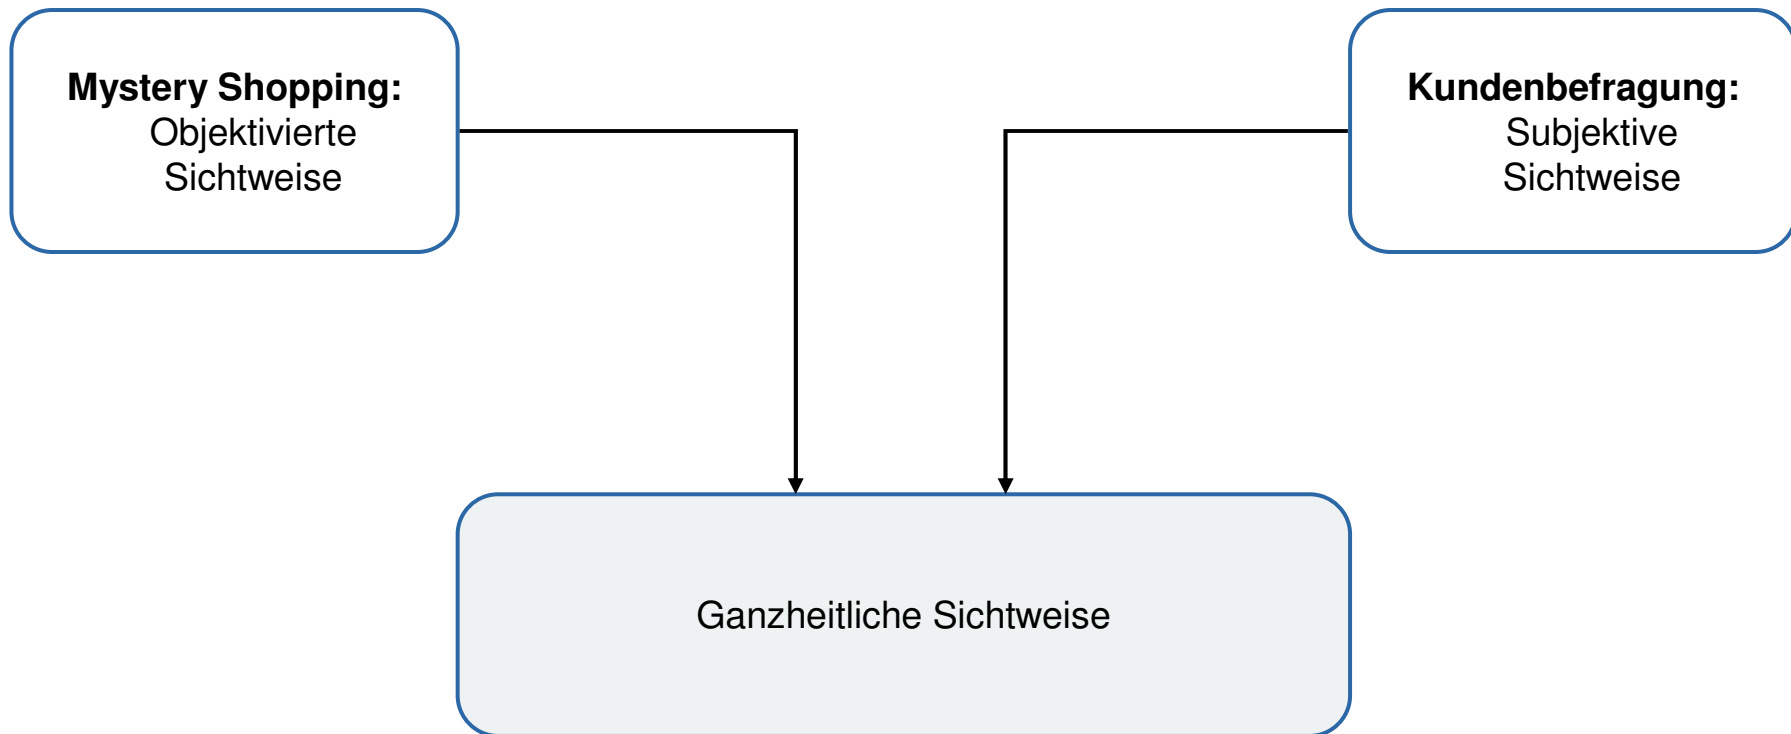 Mystery Shopping:
Objektivierte
Sichtweise
Kundenbefragung:
Subjektive
Sichtweise
Ganzheitliche Sichtweise